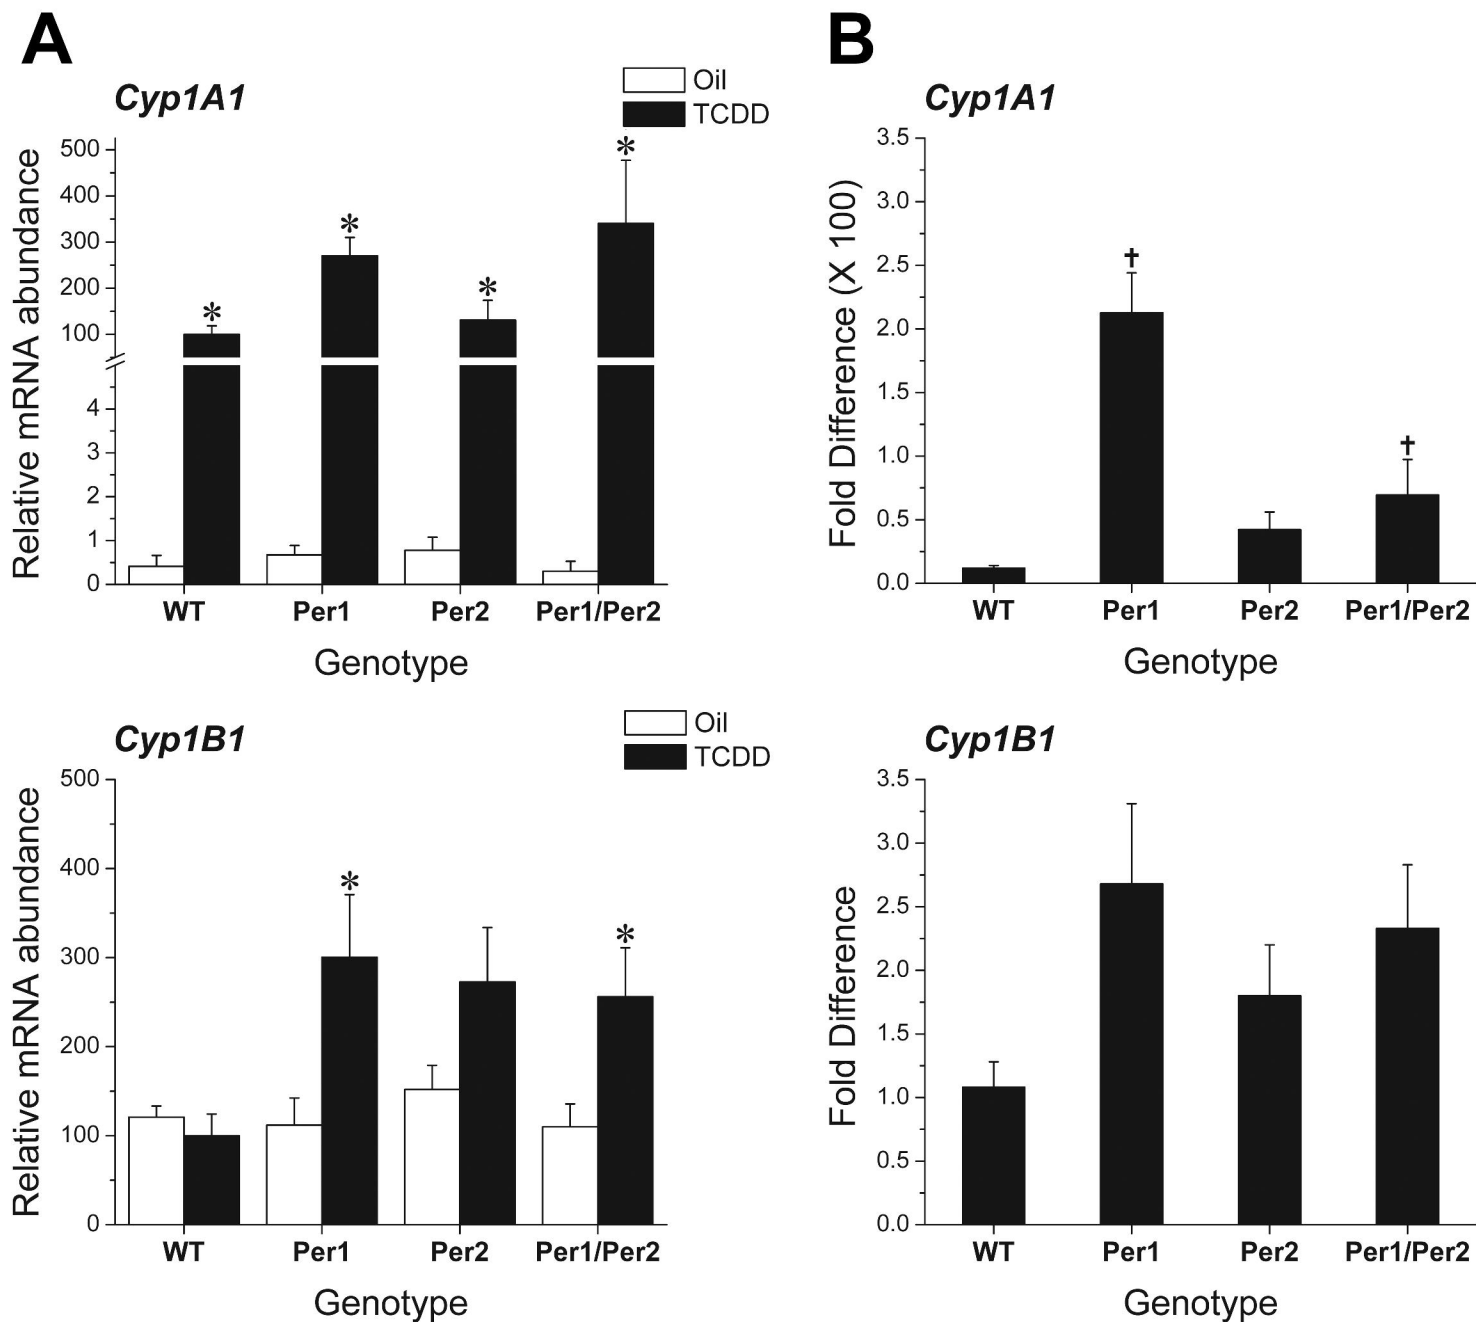 A
Cyp1A1
Oil
TCDD
Relative mRNA abundance
500
400
300
200
100
4
3
2
1
0
*
*
*
*
WT
Per1
Per2
Per1/Per2
Genotype
B
Cyp1A1
Fold Difference (X 100)
3.5
3.0
2.5
2.0
1.5
1.0
0.5
0.0
†
†
WT
Per1
Per2
Per1/Per2
Genotype
Cyp1B1
Oil
TCDD
Relative mRNA abundance
500
400
300
200
100
0
*
*
WT
Per1
Per2
Per1/Per2
Genotype
Cyp1B1
Fold Difference
3.5
3.0
2.5
2.0
1.5
1.0
0.5
0.0
WT
Per1
Per2
Per1/Per2
Genotype